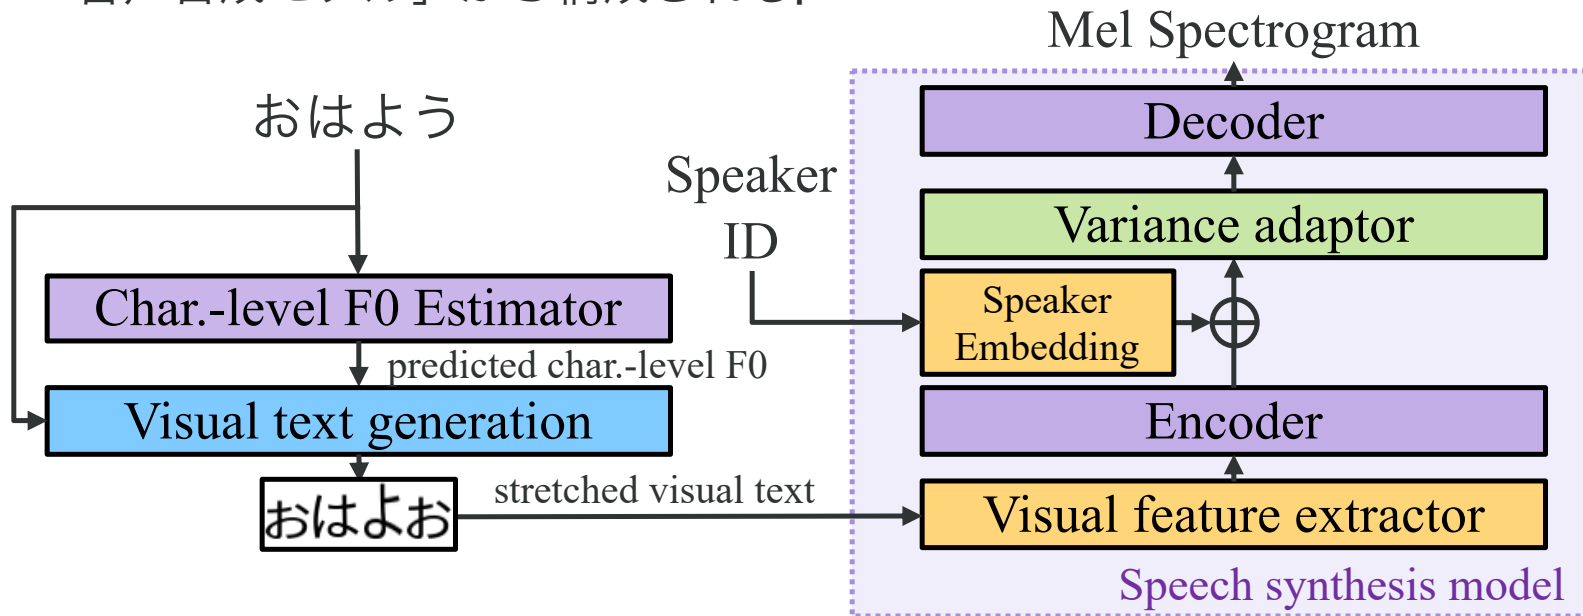 Mel Spectrogram
おはよう
Decoder
Speaker
ID
Variance adaptor
Char.-level F0 Estimator
Speaker
Embedding
predicted char.-level F0
Visual text generation
Encoder
おはよお
stretched visual text
Visual feature extractor
Speech synthesis model